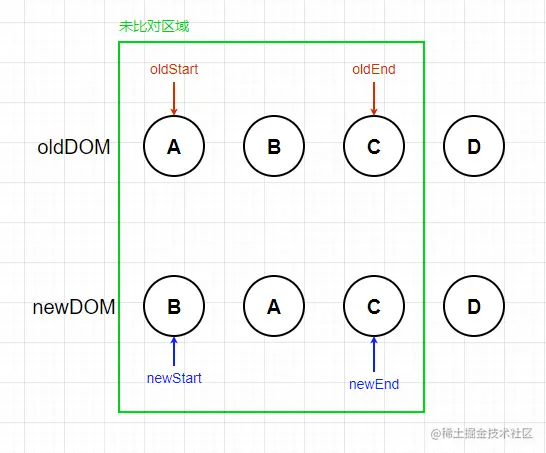 未比对区域
oldStart oldEnd
oldDOM A B C D
newDOM B A C D
newStart newEnd
@稀土掘金技术社区